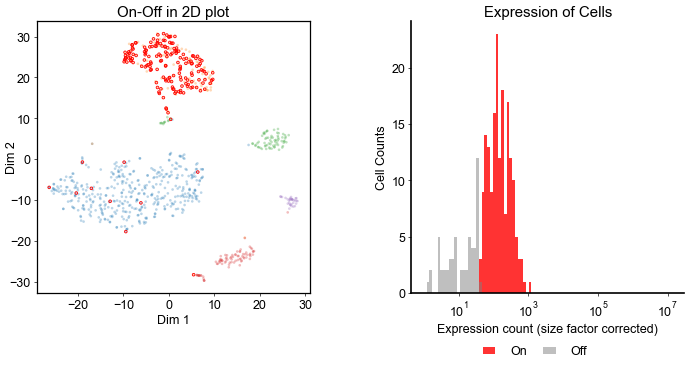 On-Off in 2D plot
30
20
10
0
−10
−20
−30
Dim 2
−20
−10
0
10
20
30
Dim 1
Expression of Cells
20
15
10
5
0
Cell Counts
10^1
10^3
10^5
10^7
Expression count (size factor corrected)
On
Off